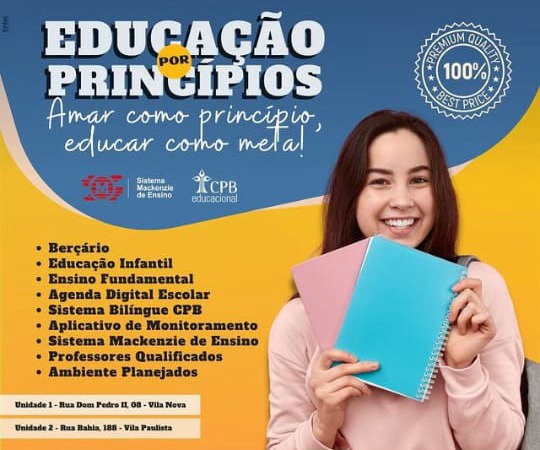 EDUCAÇÃO
POR
PRINCÍPIOS
Amar como princípio,
educar como meta!
PREMIUM QUALITY
100%
BEST PRICE
M
Sistema
Mackenzie
de Ensino
CPB
educacional
• Berçário
• Educação Infantil
• Ensino Fundamental
• Agenda Digital Escolar
• Sistema Bilíngue CPB
• Aplicativo de Monitoramento
• Sistema Mackenzie de Ensino
• Professores Qualificados
• Ambiente Planejados
Unidade 1 - Rua Dom Pedro II, 08 - Vila Nova
Unidade 2 - Rua Bahia, 188 - Vila Paulista